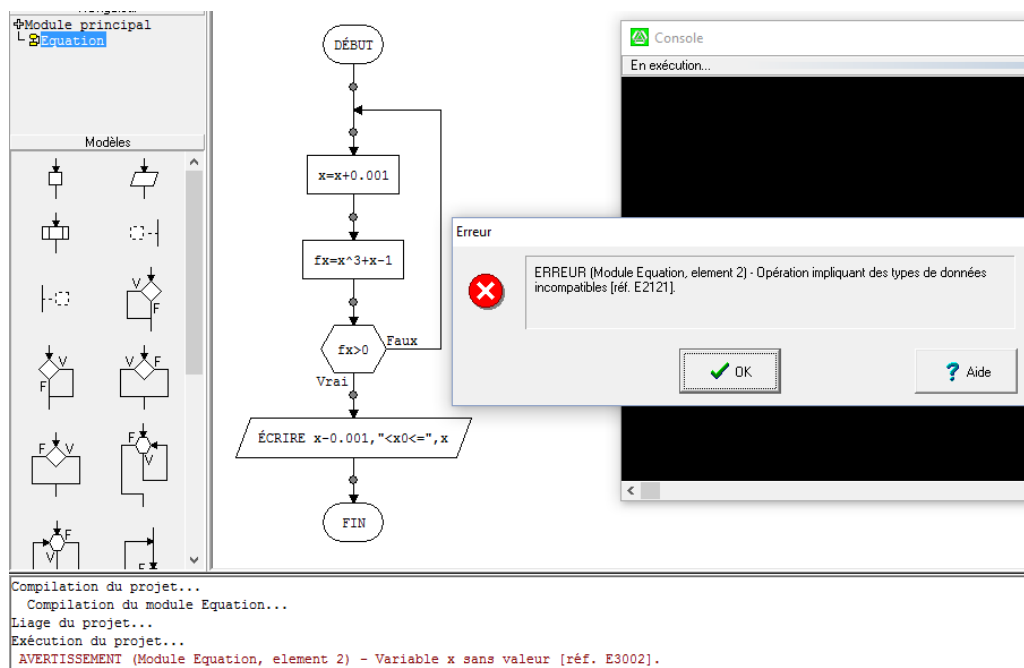 Module principal
Equation
Modèles
V
F
V
F
V
F
F
V
F
V
F
V
F
DÉBUT
x=x+0.001
fx=x^3+x-1
fx>0
Faux
Vrai
ÉCRIRE x-0.001,"<x0<=",x
FIN
Console
En exécution...
Erreur
ERREUR (Module Equation, element 2) - Opération impliquant des types de données
incompatibles [réf. E2121].
OK
? Aide
Compilation du projet...
Compilation du module Equation...
Liage du projet...
Exécution du projet...
AVERTISSEMENT (Module Equation, element 2) - Variable x sans valeur [réf. E3002].